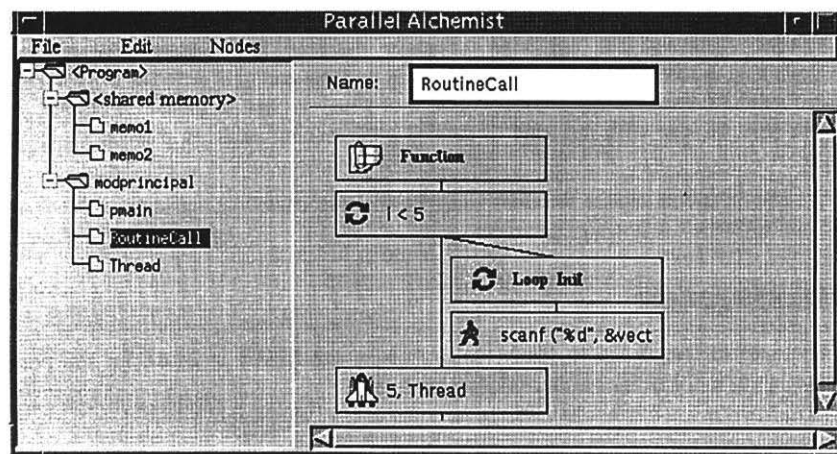 Parallel Alchemist
File Edit Nodes
<Program>
<shared memory>
memo1
memo2
modprincipal
pmain
RoutineCall
Thread
Name: RoutineCall
Function
I < 5
Loop Init
scanf ("%d", &vect
5, Thread